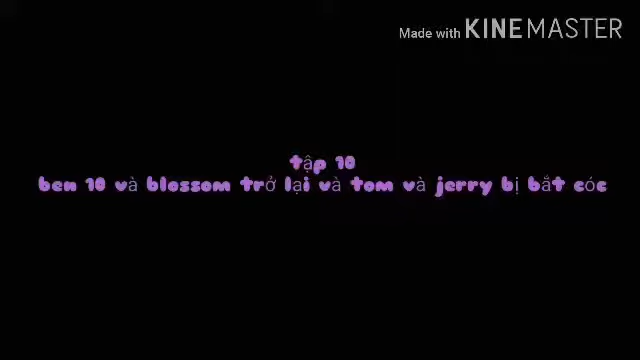 Made with KINEMASTER
tập 10
ben 10 và blossom trở lại và tom và jerry bị bắt cóc